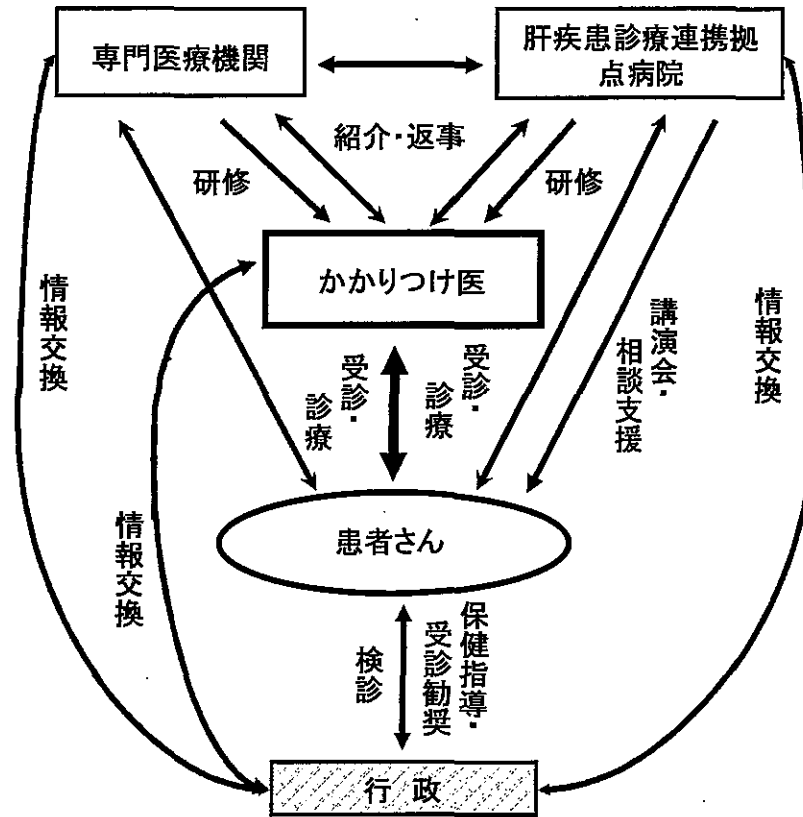 専門医療機関
肝疾患診療連携拠
点病院
紹介・返事
研修
研修
かかりつけ医
情報交換
受診・
診療
受診・
診療
講演会・
相談支援
情報交換
情報交換
患者さん
検診
保健指導・
受診勧奨
行政